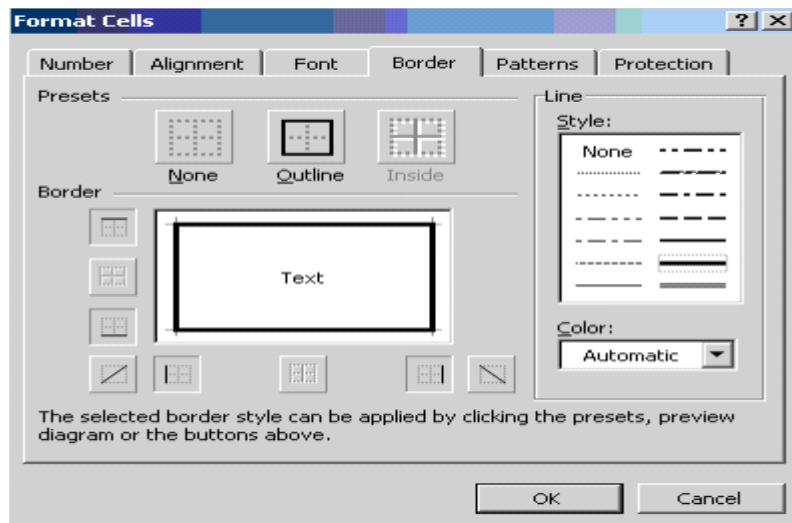 Format Cells
Number Alignment Font Border Patterns Protection
Presets
None Outline Inside
Border
Text
Line
Style:
None
Color:
Automatic
The selected border style can be applied by clicking the presets, preview
diagram or the buttons above.
OK Cancel